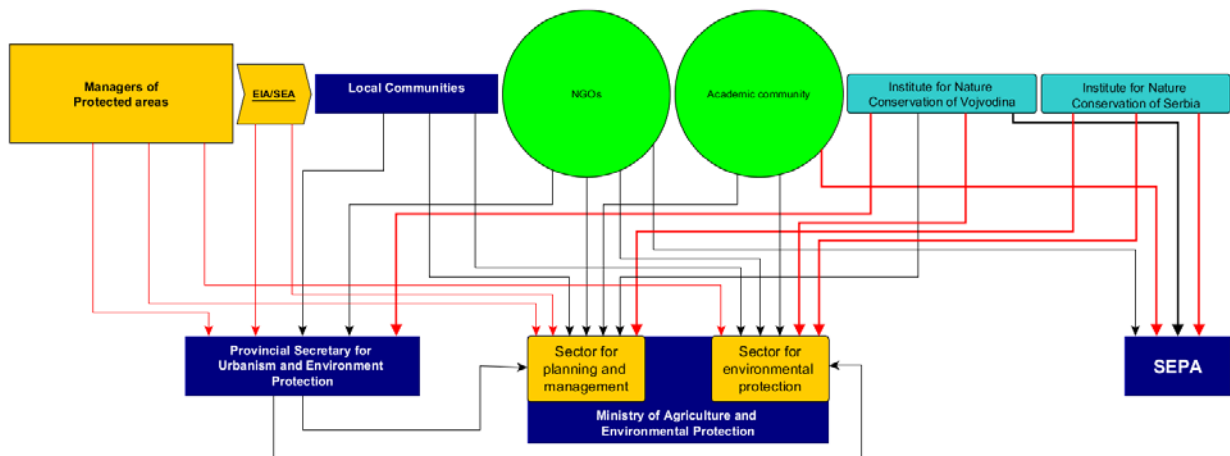 Managers of
Protected areas
EIA/SEA
Local Communities
NGOs
Academic community
Institute for Nature
Conservation of Vojvodina
Institute for Nature
Conservation of Serbia
Provincial Secretary for
Urbanism and Environment
Protection
Sector for
planning and
management
Sector for
environmental
protection
Ministry of Agriculture and
Environmental Protection
SEPA